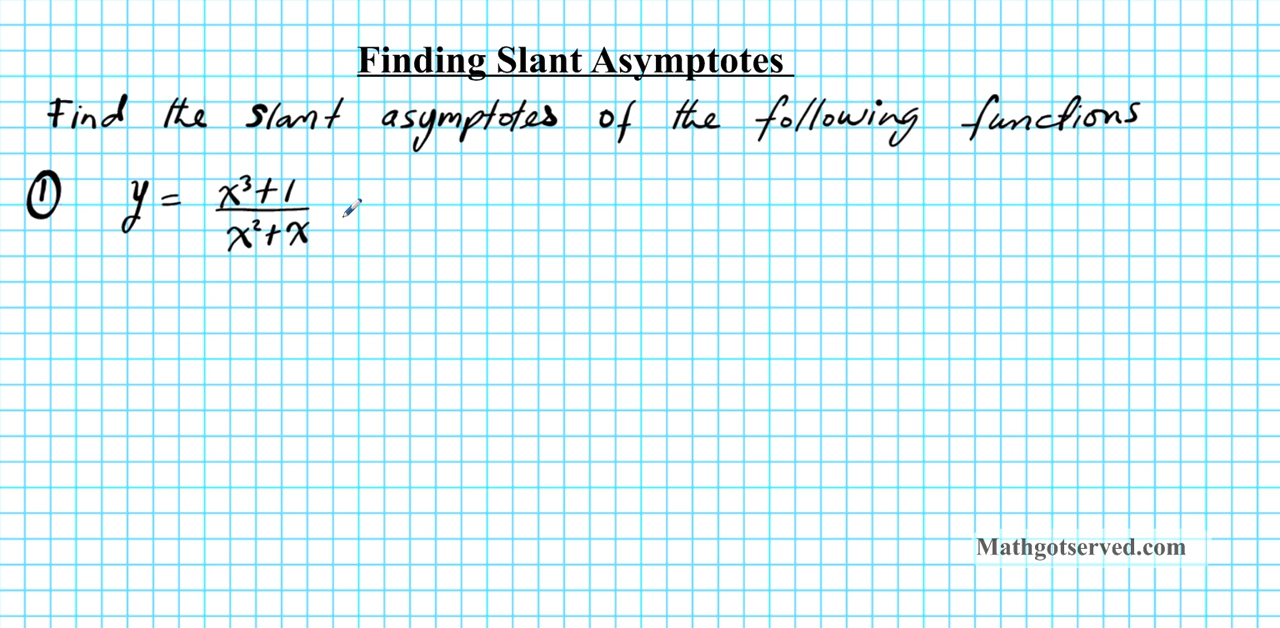 Finding Slant Asymptotes
Find the slant asymptotes of the following functions
① y = x³+1 / x²+x
Mathgotserved.com